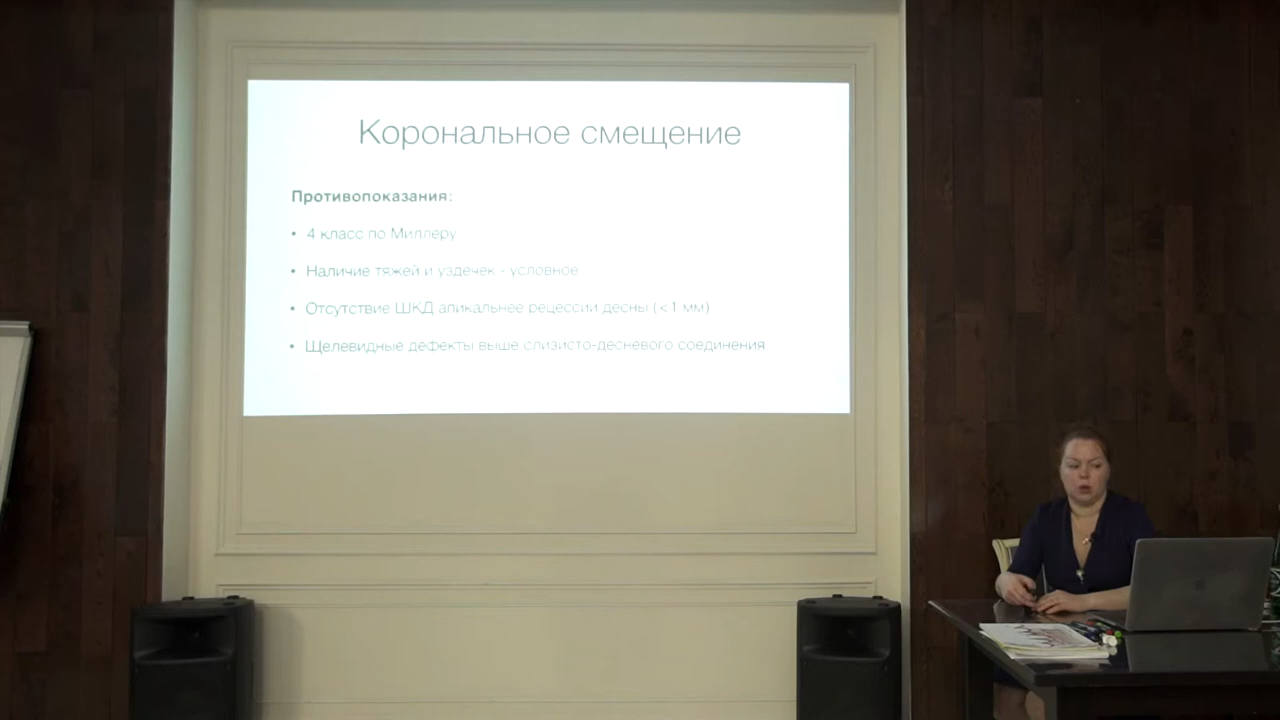 Корональное смещение
Противопоказания:
• 4 класс по Миллеру
• Наличие тяжей и уздечек - условное
• Отсутствие ШКД апикальнее рецессии десны (<1 мм)
• Щелевидные дефекты выше слизисто-десневого соединения